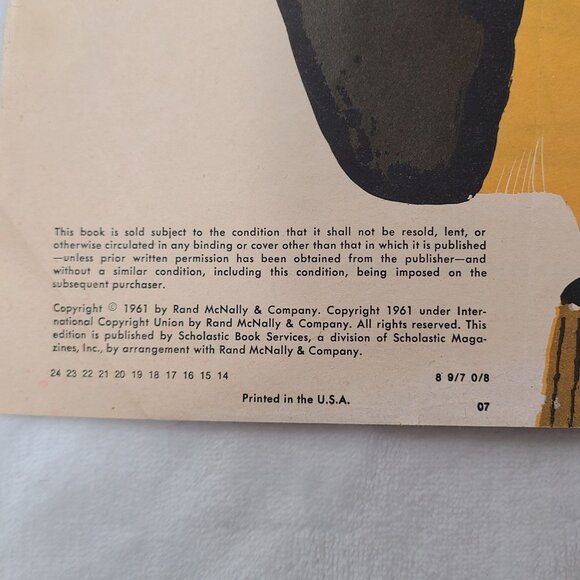 This book is sold subject to the condition that it shall not be resold, lent, or
otherwise circulated in any binding or cover other than that in which it is published
—unless prior written permission has been obtained from the publisher—and
without a similar condition, including this condition, being imposed on the
subsequent purchaser.
Copyright © 1961 by Rand McNally & Company. Copyright 1961 under Inter-
national Copyright Union by Rand McNally & Company. All rights reserved. This
edition is published by Scholastic Book Services, a division of Scholastic Maga-
zines, Inc., by arrangement with Rand McNally & Company.
24 23 22 21 20 19 18 17 16 15 14 8 9/7 0/8
Printed in the U.S.A. 07